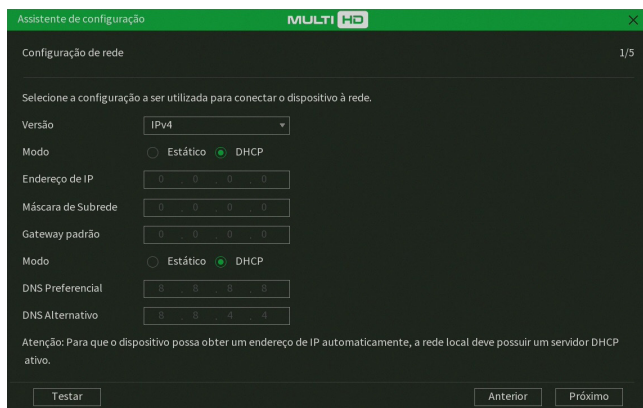 Assistente de configuração
MULTI HD
Configuração de rede
1/5
Selecione a configuração a ser utilizada para conectar o dispositivo à rede.
Versão IPv4
Modo Estático DHCP
Endereço de IP 0 . 0 . 0 . 0
Máscara de Subrede 0 . 0 . 0 . 0
Gateway padrão 0 . 0 . 0 . 0
Modo Estático DHCP
DNS Preferencial 8 . 8 . 8 . 8
DNS Alternativo 8 . 8 . 4 . 4
Atenção: Para que o dispositivo possa obter um endereço de IP automaticamente, a rede local deve possuir um servidor DHCP
ativo.
Testar Anterior Próximo